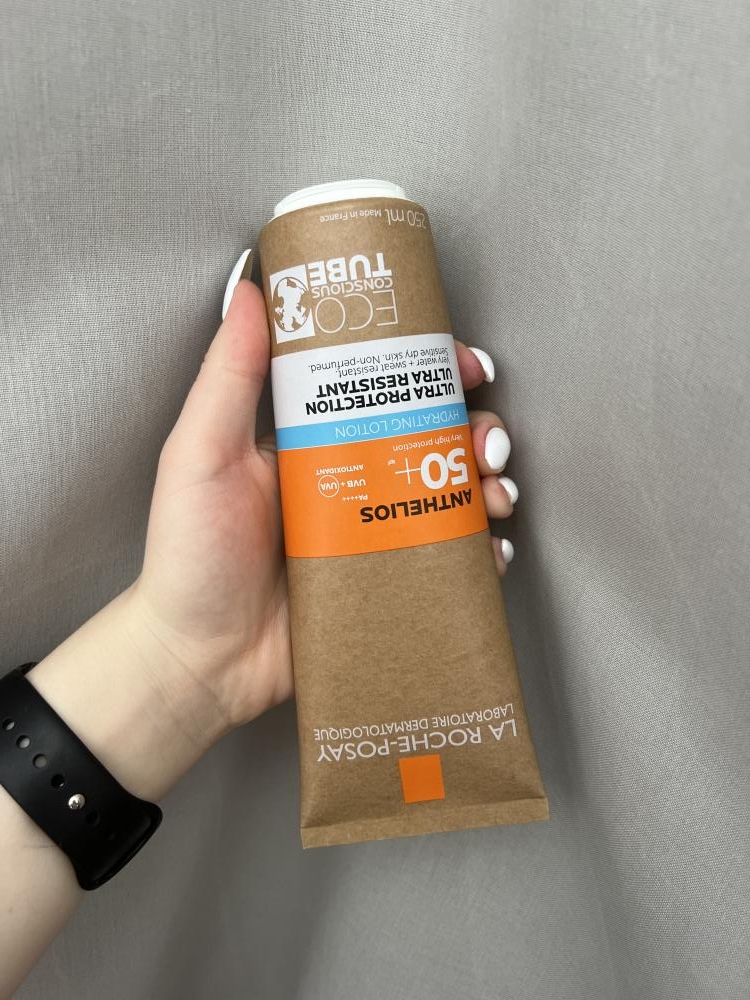 LA ROCHE-POSAY
LABORATOIRE DERMATOLOGIQUE
ANTHELIOS
50+
SPF
Very high protection
PA++++
UVB + UVA
ANTIOXIDANT
HYDRATING LOTION
ULTRA PROTECTION
ULTRA RESISTANT
Very water + sweat resistant.
Sensitive dry skin. Non-perfumed.
ECO
CONSCIOUS
TUBE
250 ml Made in France